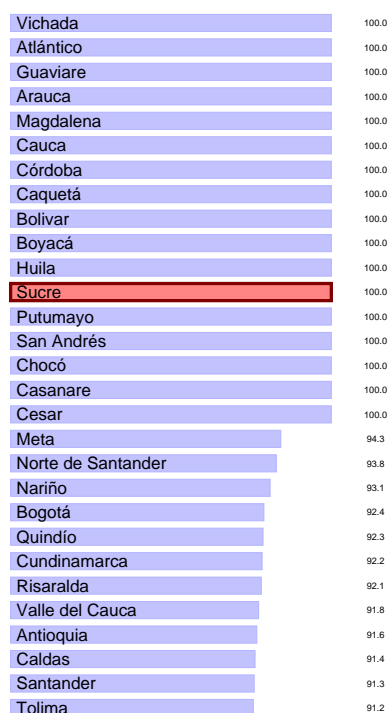 Vichada 100.0
Atlántico 100.0
Guaviare 100.0
Arauca 100.0
Magdalena 100.0
Cauca 100.0
Córdoba 100.0
Caquetá 100.0
Bolivar 100.0
Boyacá 100.0
Huila 100.0
Sucre 100.0
Putumayo 100.0
San Andrés 100.0
Chocó 100.0
Casanare 100.0
Cesar 100.0
Meta 94.3
Norte de Santander 93.8
Nariño 93.1
Bogotá 92.4
Quindío 92.3
Cundinamarca 92.2
Risaralda 92.1
Valle del Cauca 91.8
Antioquia 91.6
Caldas 91.4
Santander 91.3
Tolima 91.2